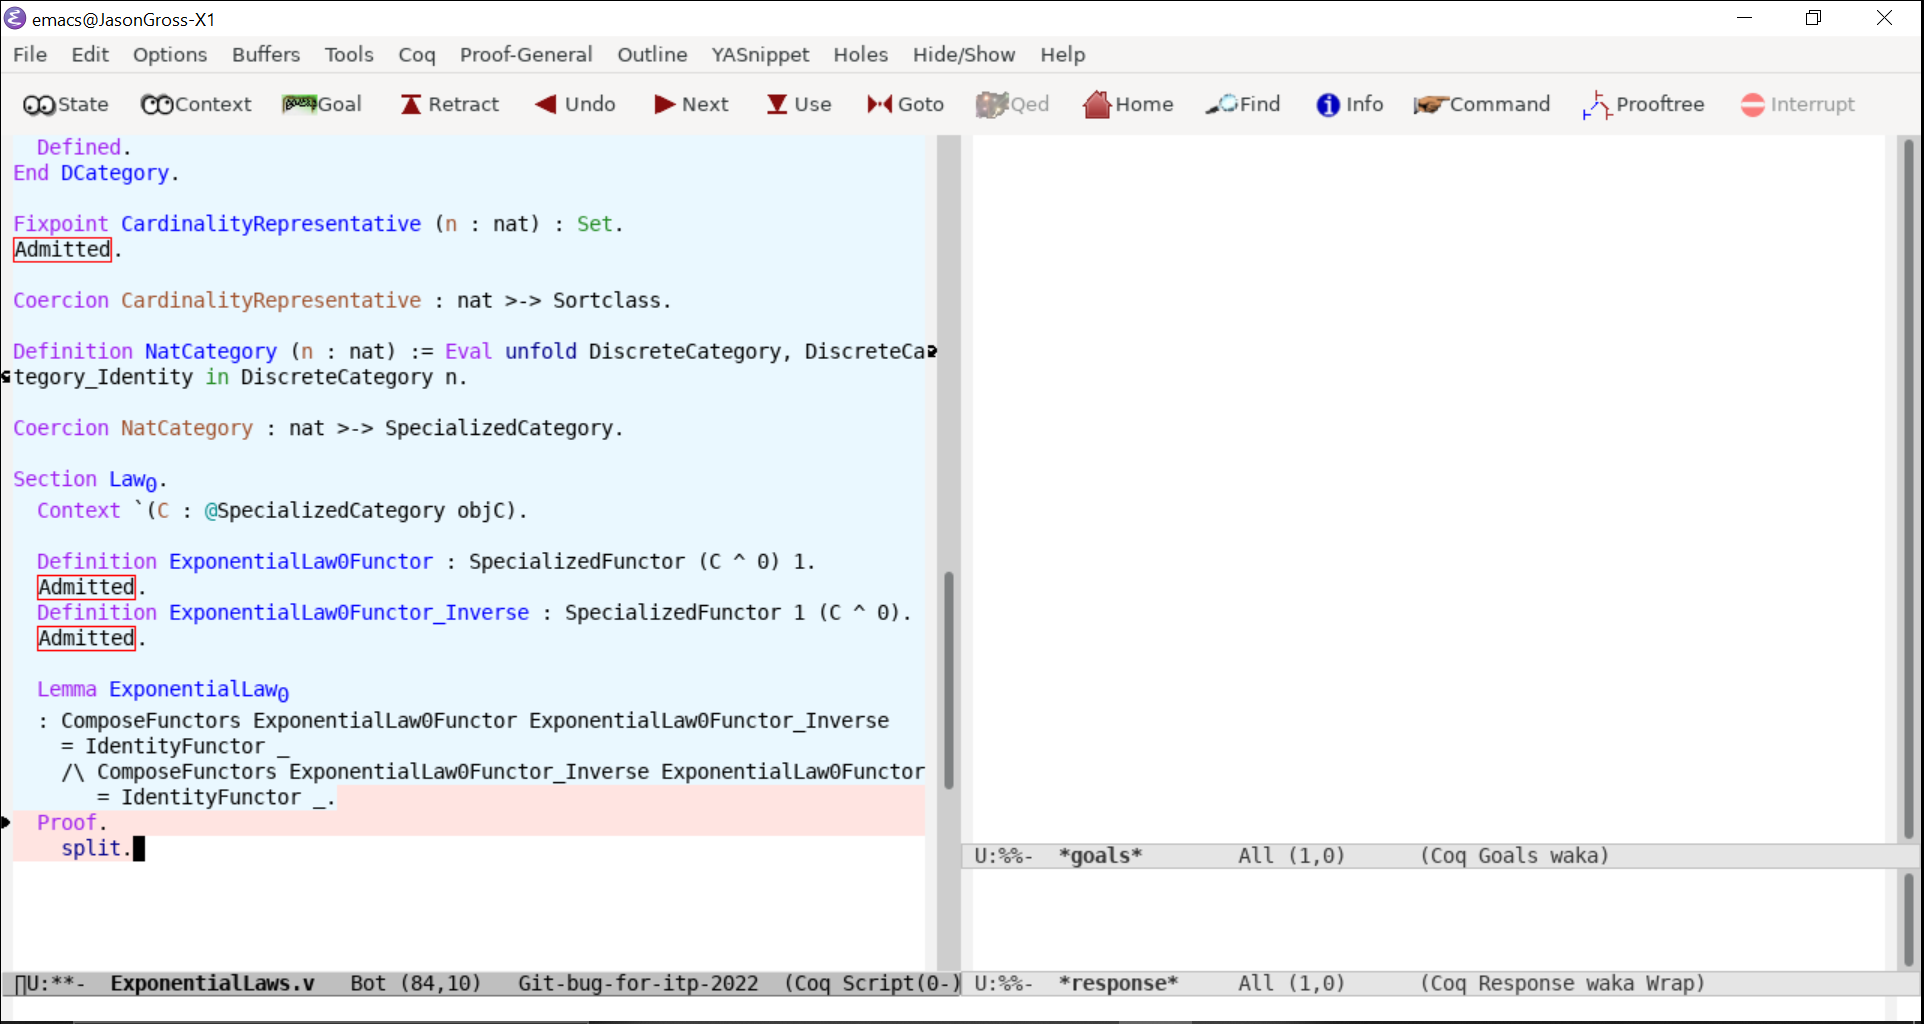 emacs@JasonGross-X1
File Edit Options Buffers Tools Coq Proof-General Outline YASnippet Holes Hide/Show Help
State Context Goal Retract Undo Next Use Goto Qed Home Find Info Command Prooftree Interrupt
Defined.
End DCategory.
Fixpoint CardinalityRepresentative (n : nat) : Set.
Admitted.
Coercion CardinalityRepresentative : nat >-> Sortclass.
Definition NatCategory (n : nat) := Eval unfold DiscreteCategory, DiscreteCa
tegory_Identity in DiscreteCategory n.
Coercion NatCategory : nat >-> SpecializedCategory.
Section Law₀.
Context `(C : @SpecializedCategory objC).
Definition ExponentialLaw0Functor : SpecializedFunctor (C ^ 0) 1.
Admitted.
Definition ExponentialLaw0Functor_Inverse : SpecializedFunctor 1 (C ^ 0).
Admitted.
Lemma ExponentialLaw₀
: ComposeFunctors ExponentialLaw0Functor ExponentialLaw0Functor_Inverse
= IdentityFunctor _
/\ ComposeFunctors ExponentialLaw0Functor_Inverse ExponentialLaw0Functor
= IdentityFunctor _.
Proof.
split.
U:**- ExponentialLaws.v Bot (84,10) Git-bug-for-itp-2022 (Coq Script(0-)
U:%%- *goals* All (1,0) (Coq Goals waka)
U:%%- *response* All (1,0) (Coq Response waka Wrap)